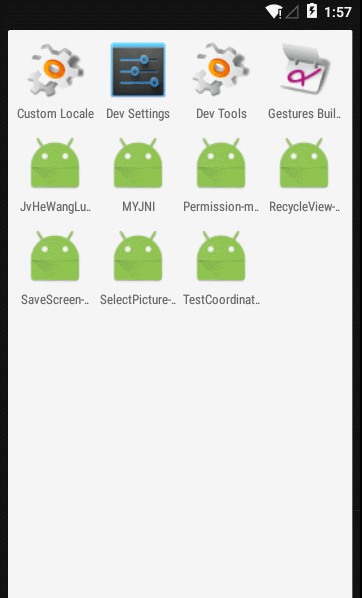 1:57
Custom Locale
Dev Settings
Dev Tools
Gestures Buil..
JvHeWangLu..
MYJNI
Permission-m..
RecycleView-..
SaveScreen-..
SelectPicture-..
TestCoordinat..